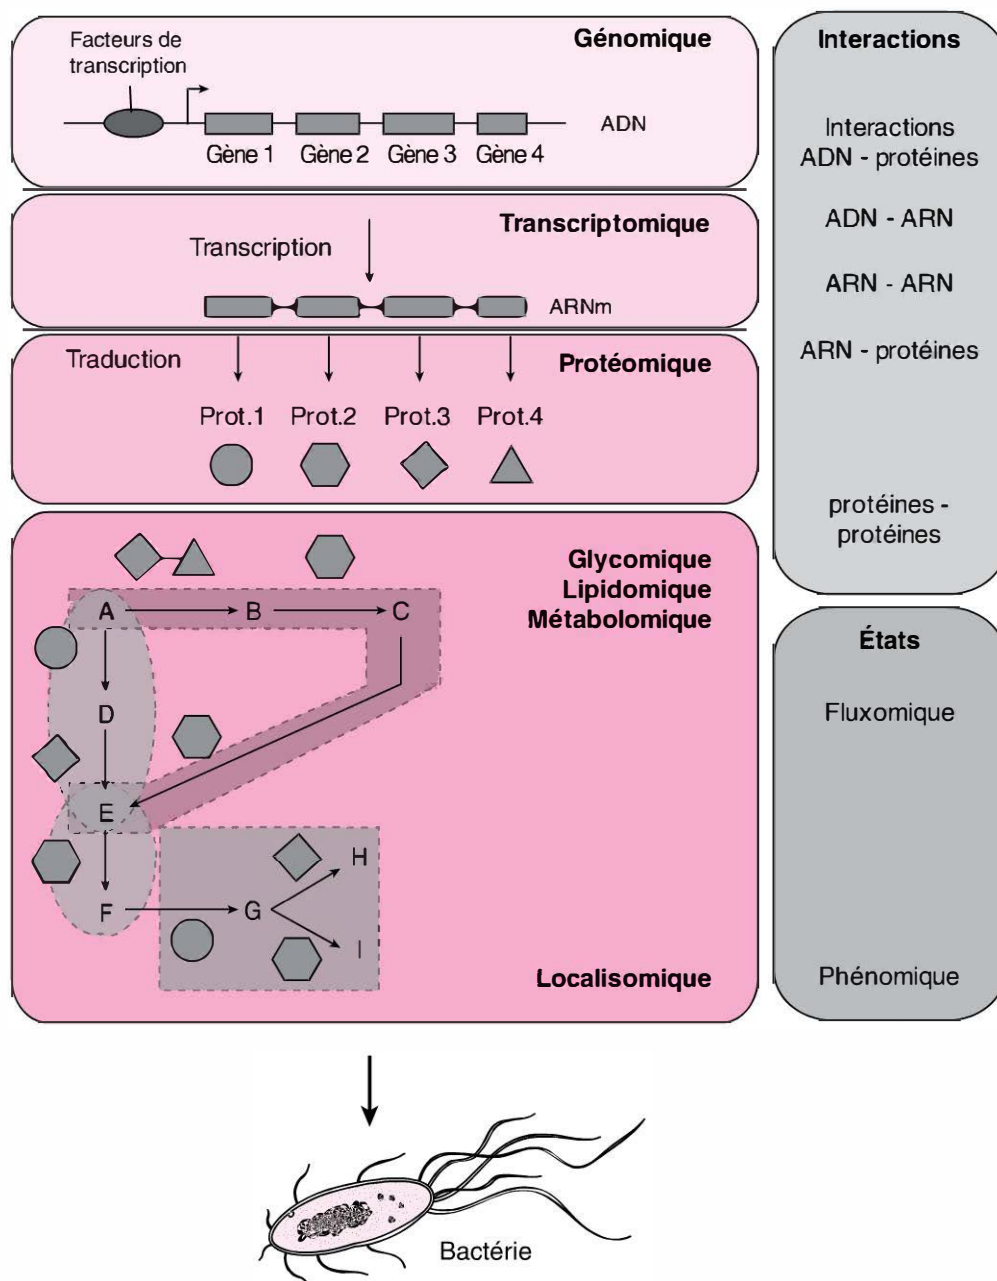 Génomique
Facteurs de
transcription
ADN
Gène 1 Gène 2 Gène 3 Gène 4
Transcriptomique
Transcription
ARNm
Traduction
Protéomique
Prot.1 Prot.2 Prot.3 Prot.4
Glycomique
Lipidomique
Métabolomique
A B C
D
E
H
F G
I
Localisomique
Interactions
Interactions
ADN - protéines
ADN - ARN
ARN - ARN
ARN - protéines
protéines -
protéines
États
Fluxomique
Phénomique
Bactérie